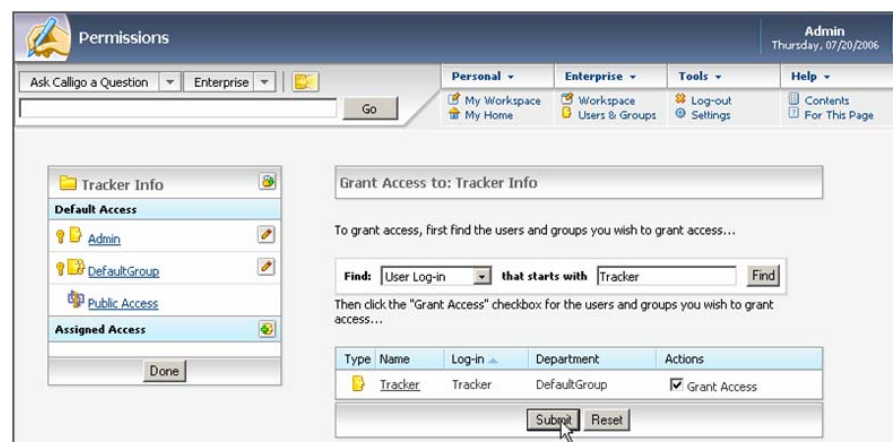 Permissions
Admin
Thursday, 07/20/2006
Ask Calligo a Question Enterprise
Go
Personal Enterprise Tools Help
My Workspace Workspace Log-out Contents
My Home Users & Groups Settings For This Page
Tracker Info
Default Access
Admin
DefaultGroup
Public Access
Assigned Access
Done
Grant Access to: Tracker Info
To grant access, first find the users and groups you wish to grant access...
Find: User Log-in that starts with Tracker Find
Then click the "Grant Access" checkbox for the users and groups you wish to grant
access...
Type Name Log-in Department Actions
Tracker Tracker DefaultGroup Grant Access
Submit Reset